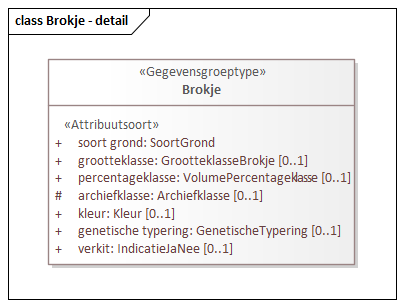 class Brokje - detail
«Gegevensgroeptype»
Brokje
«Attribuutsoort»
+ soort grond: SoortGrond
+ grootteklasse: GrootteklasseBrokje [0..1]
+ percentageklasse: VolumePercentageklasse [0..1]
# archiefklasse: Archiefklasse [0..1]
+ kleur: Kleur [0..1]
+ genetische typering: GenetischeTypering [0..1]
+ verkit: IndicatieJaNee [0..1]